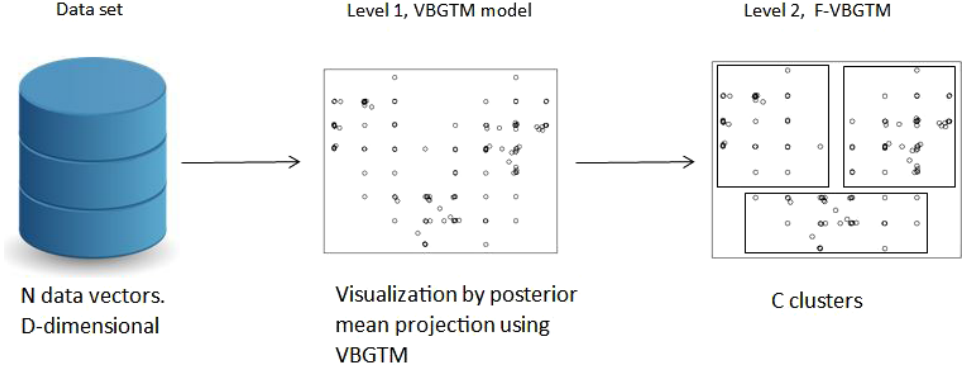 Data set
Level 1, VBGTM model
Level 2, F-VBGTM
N data vectors.
D-dimensional
Visualization by posterior
mean projection using
VBGTM
C clusters